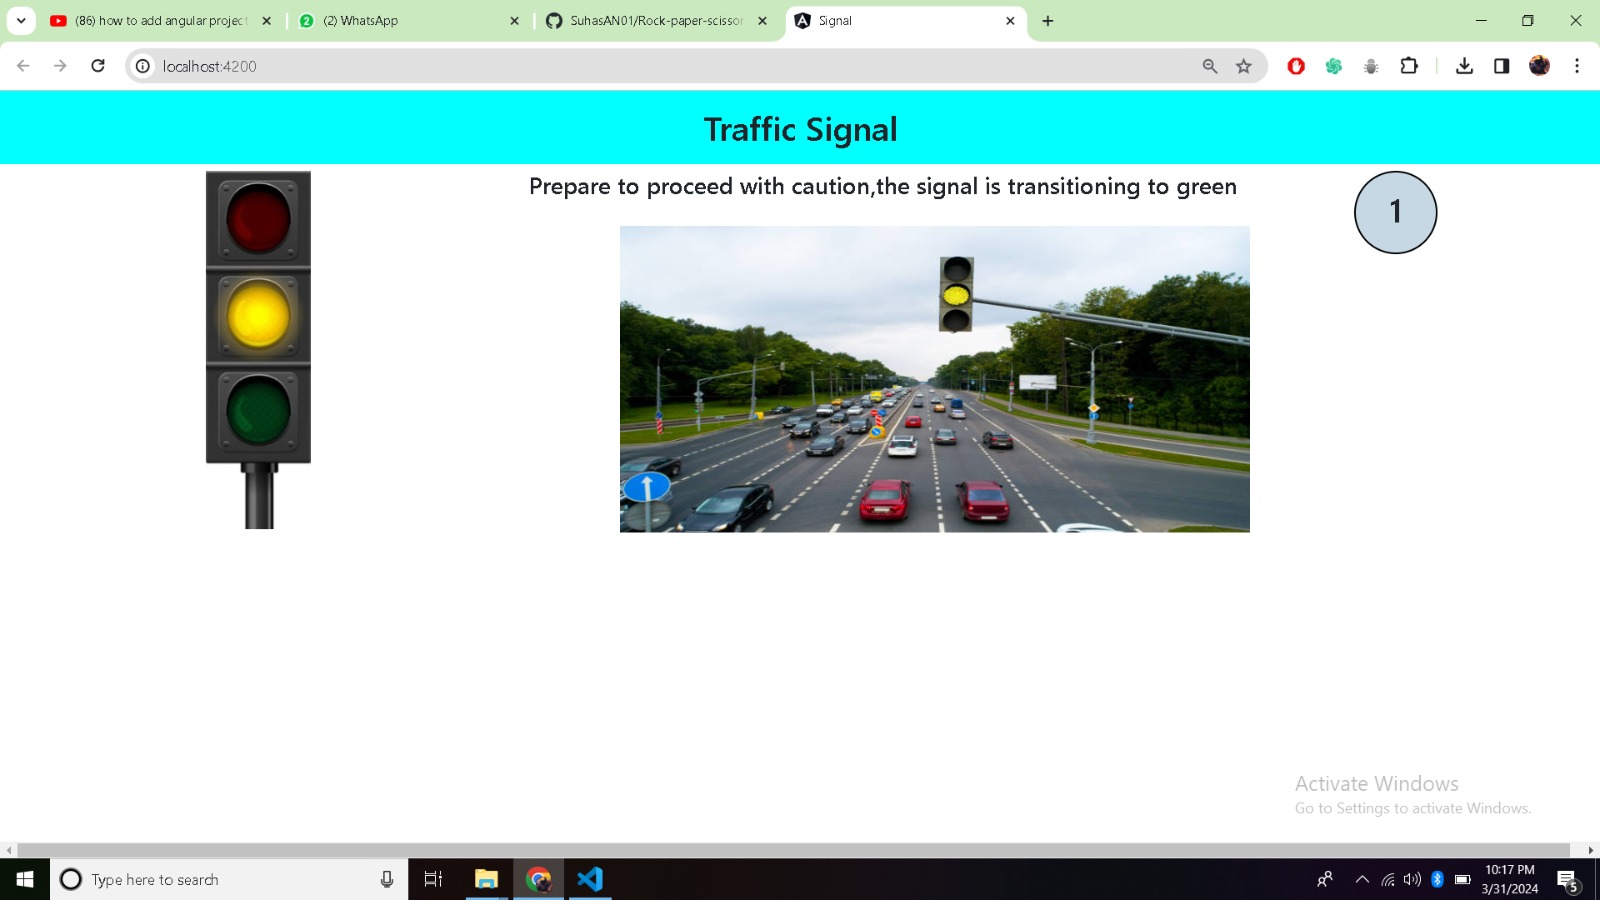 (86) how to add angular project
2
(2) WhatsApp
SuhasAN01/Rock-paper-scissor
Signal
localhost:4200
Traffic Signal
Prepare to proceed with caution,the signal is transitioning to green
1
Activate Windows
Go to Settings to activate Windows.
Type here to search
10:17 PM
3/31/2024
5